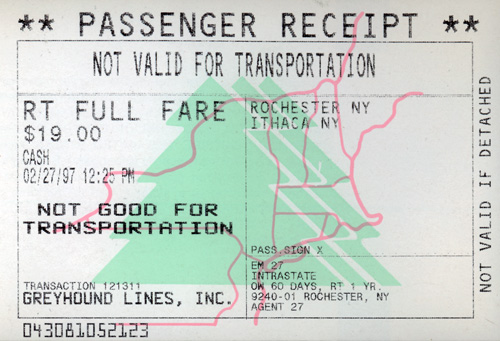 ** PASSENGER RECEIPT **
NOT VALID FOR TRANSPORTATION
RT FULL FARE
$19.00
CASH
02/27/97 12:25 PM
NOT GOOD FOR
TRANSPORTATION
TRANSACTION 121311
GREYHOUND LINES, INC.
043081052123
ROCHESTER NY
ITHACA NY
PASS.SIGN X
EM 27
INTRASTATE
OW 60 DAYS, RT 1 YR.
9240-01 ROCHESTER, NY
AGENT 27
NOT VALID IF DETACHED